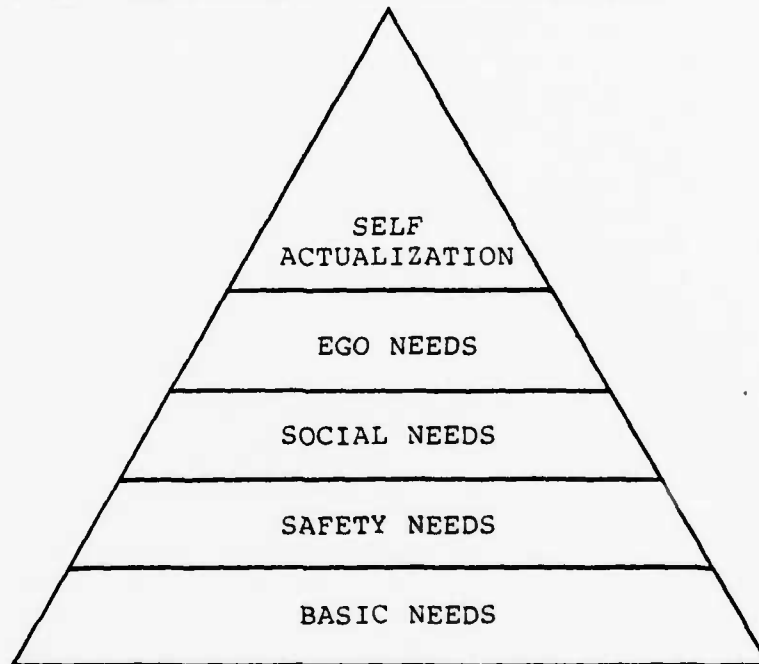 SELF
ACTUALIZATION
EGO NEEDS
SOCIAL NEEDS
SAFETY NEEDS
BASIC NEEDS